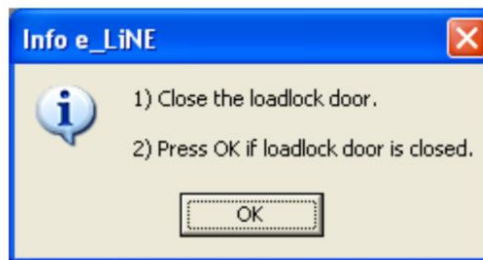 Info e_LiNE
1) Close the loadlock door.
2) Press OK if loadlock door is closed.
OK